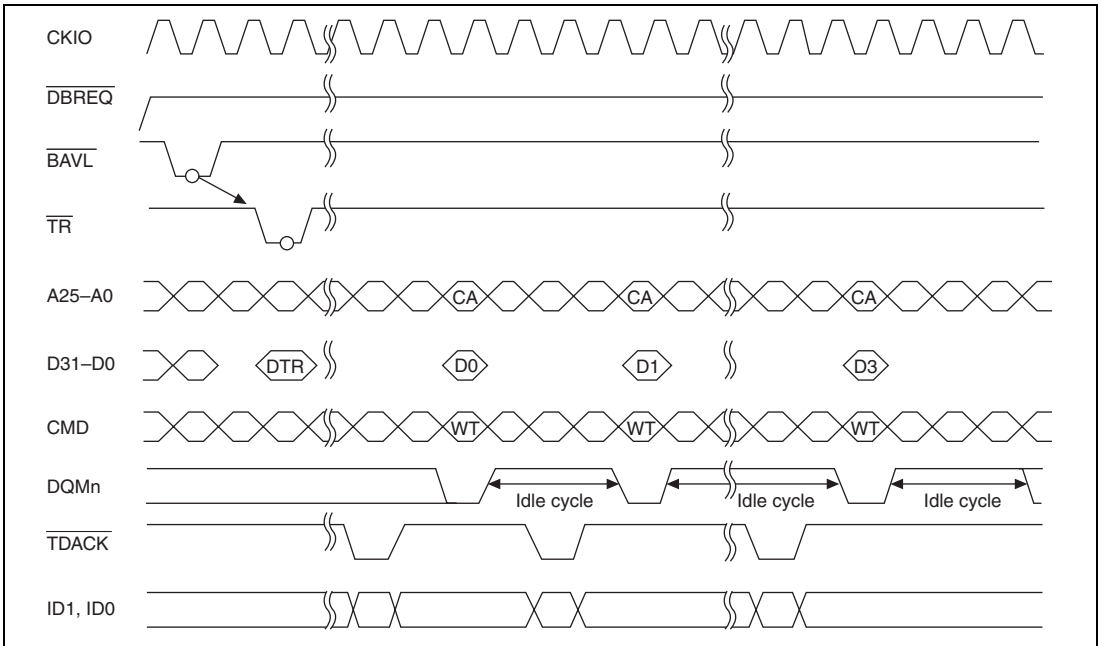 CKIO
DBREQ
BAVL
TR
A25–A0 CA CA CA
D31–D0 DTR D0 D1 D3
CMD WT WT WT
DQMn Idle cycle Idle cycle Idle cycle
TDACK
ID1, ID0